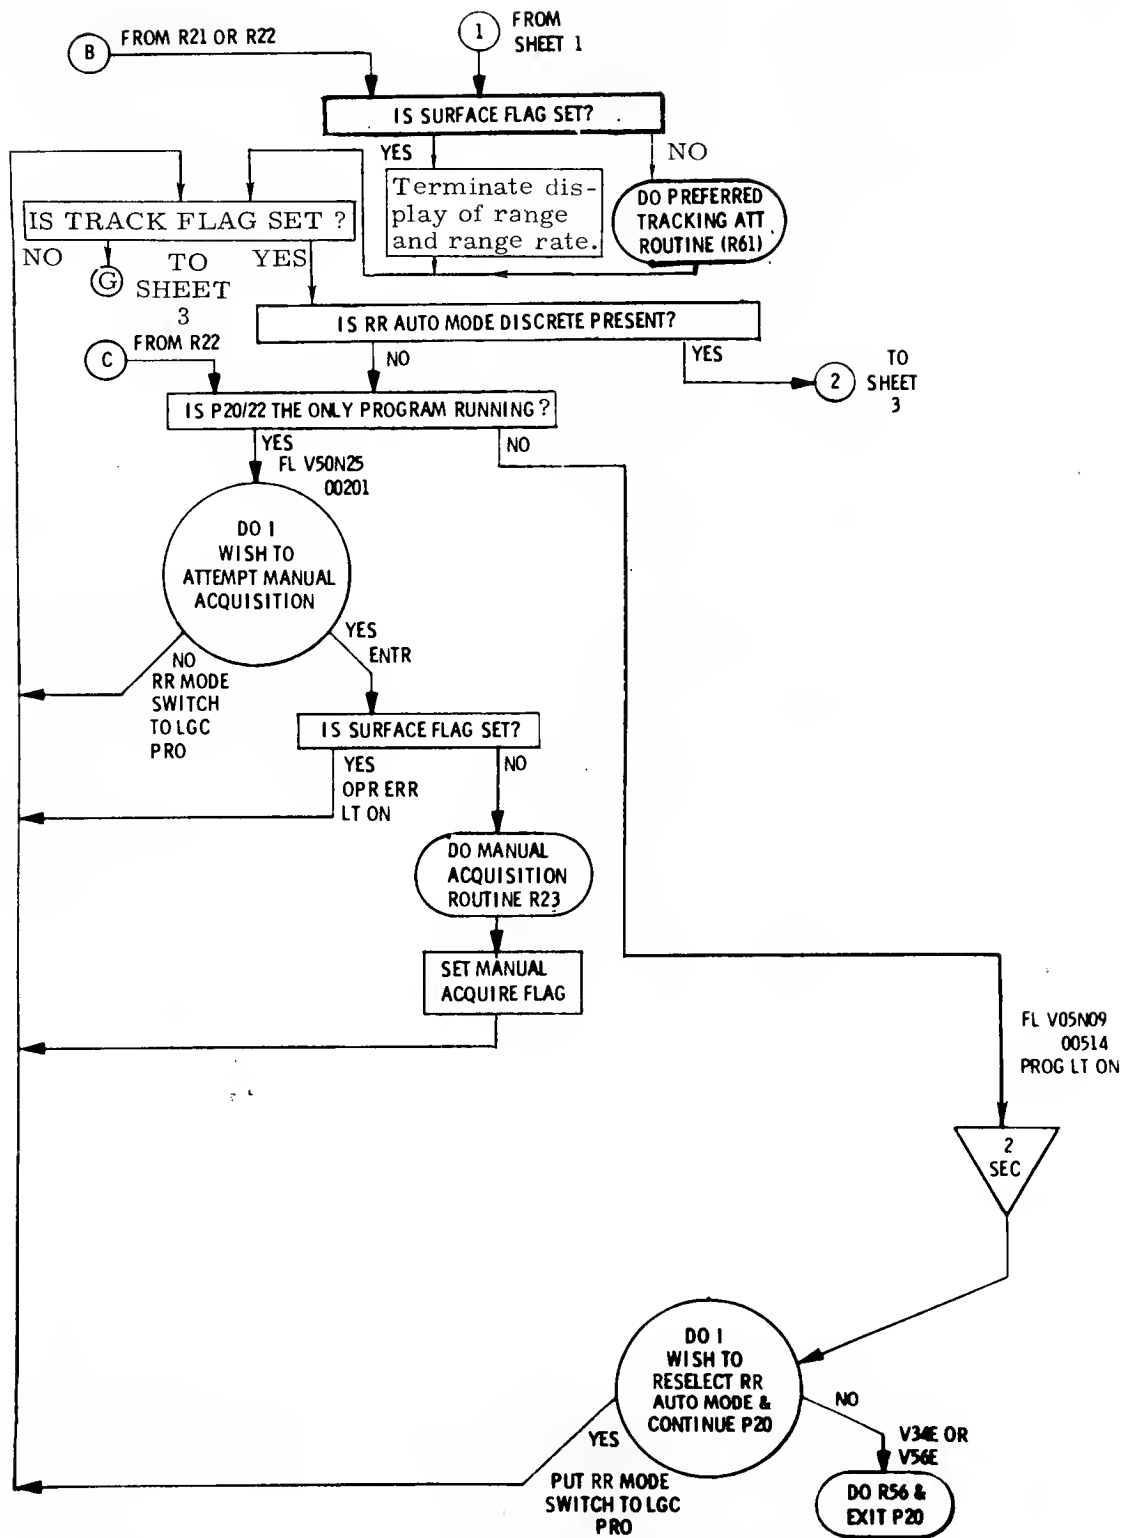 B
FROM R21 OR R22
1
FROM
SHEET 1
IS SURFACE FLAG SET?
YES
NO
Terminate dis-
play of range
and range rate.
DO PREFERRED
TRACKING ATT
ROUTINE (R61)
IS TRACK FLAG SET ?
NO
G
TO
SHEET
3
YES
IS RR AUTO MODE DISCRETE PRESENT?
C
FROM R22
NO
YES
2
TO
SHEET
3
IS P20/22 THE ONLY PROGRAM RUNNING?
YES
FL V50N25
00201
NO
DO I
WISH TO
ATTEMPT MANUAL
ACQUISITION
NO
RR MODE
SWITCH
TO LGC
PRO
YES
ENTR
IS SURFACE FLAG SET?
YES
OPR ERR
LT ON
NO
DO MANUAL
ACQUISITION
ROUTINE R23
SET MANUAL
ACQUIRE FLAG
FL V05N09
00514
PROG LT ON
2
SEC
DO I
WISH TO
RESELECT RR
AUTO MODE &
CONTINUE P20
YES
PUT RR MODE
SWITCH TO LGC
PRO
NO
V34E OR
V56E
DO R56 &
EXIT P20